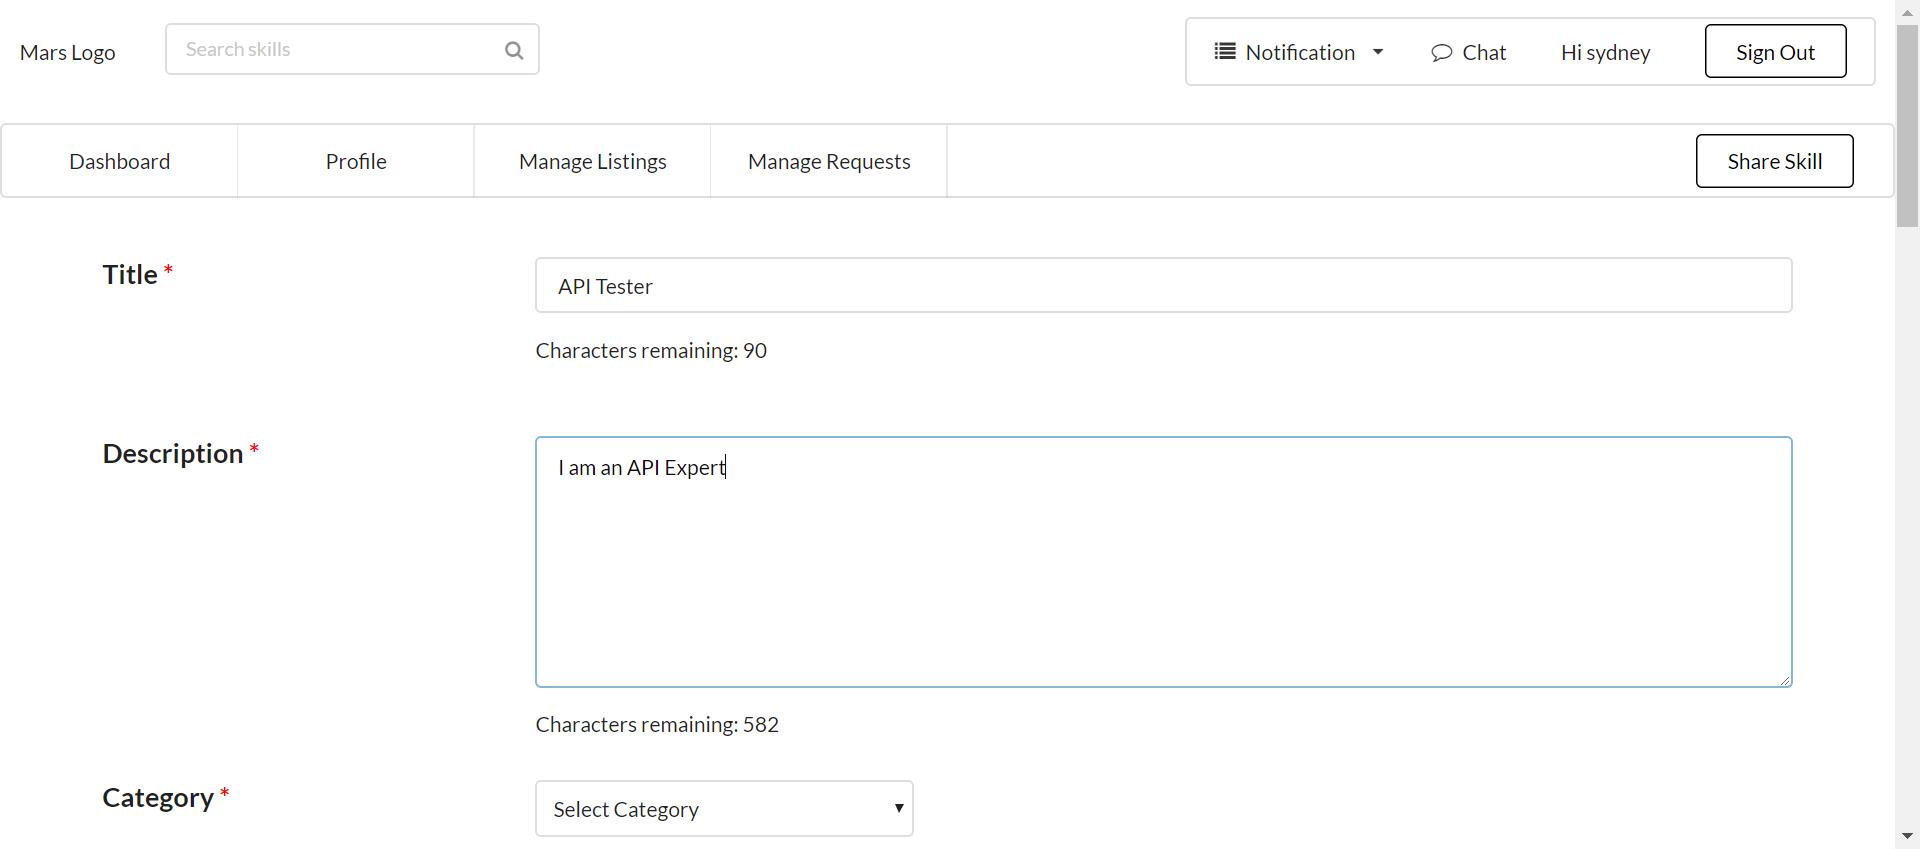 Mars Logo
Search skills
Notification
Chat
Hi sydney
Sign Out
Dashboard
Profile
Manage Listings
Manage Requests
Share Skill
Title *
API Tester
Characters remaining: 90
Description *
I am an API Expert
Characters remaining: 582
Category *
Select Category